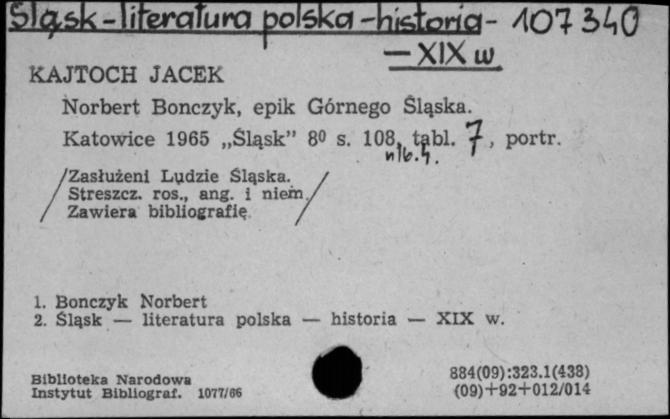 Śląsk - literatura polska - historia - 107 340
— XIX w
KAJTOCH JACEK
Norbert Bonczyk, epik Górnego Śląska.
Katowice 1965 „Śląsk” 8⁰ s. 108, tabl. 7, portr.
nlb. 4.
/Zasłużeni Ludzie Śląska.
Streszcz. ros., ang. i niem.
Zawiera bibliografię./
1. Bonczyk Norbert
2. Śląsk — literatura polska — historia — XIX w.
Biblioteka Narodowa
Instytut Bibliograf. 1077/66
884(09):323.1(438)
(09)+92+012/014